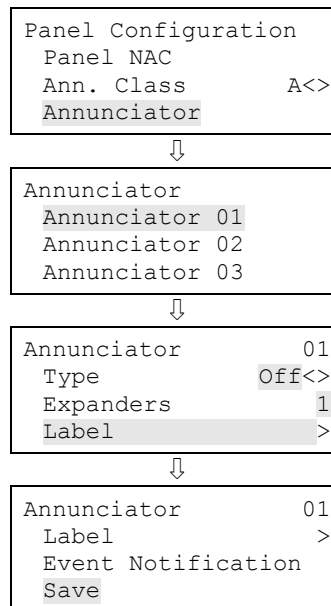 Panel Configuration
Panel NAC
Ann. Class A<>
Annunciator
⇩
Annunciator
Annunciator 01
Annunciator 02
Annunciator 03
⇩
Annunciator 01
Type Off<>
Expanders 1
Label >
⇩
Annunciator 01
Label >
Event Notification
Save